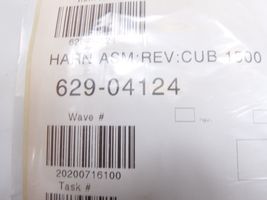 HARN ASM:REV:CUB 1500
629-04124
Wave #
20200716100
Task #